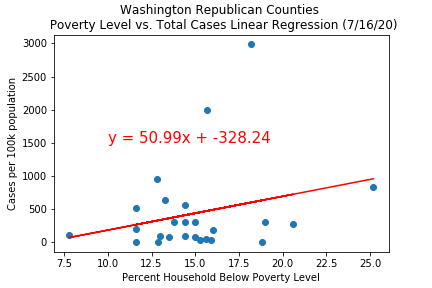 Washington Republican Counties
Poverty Level vs. Total Cases Linear Regression (7/16/20)
3000
2500
2000
1500
1000
500
0
Cases per 100k population
y = 50.99x + -328.24
7.5 10.0 12.5 15.0 17.5 20.0 22.5 25.0
Percent Household Below Poverty Level